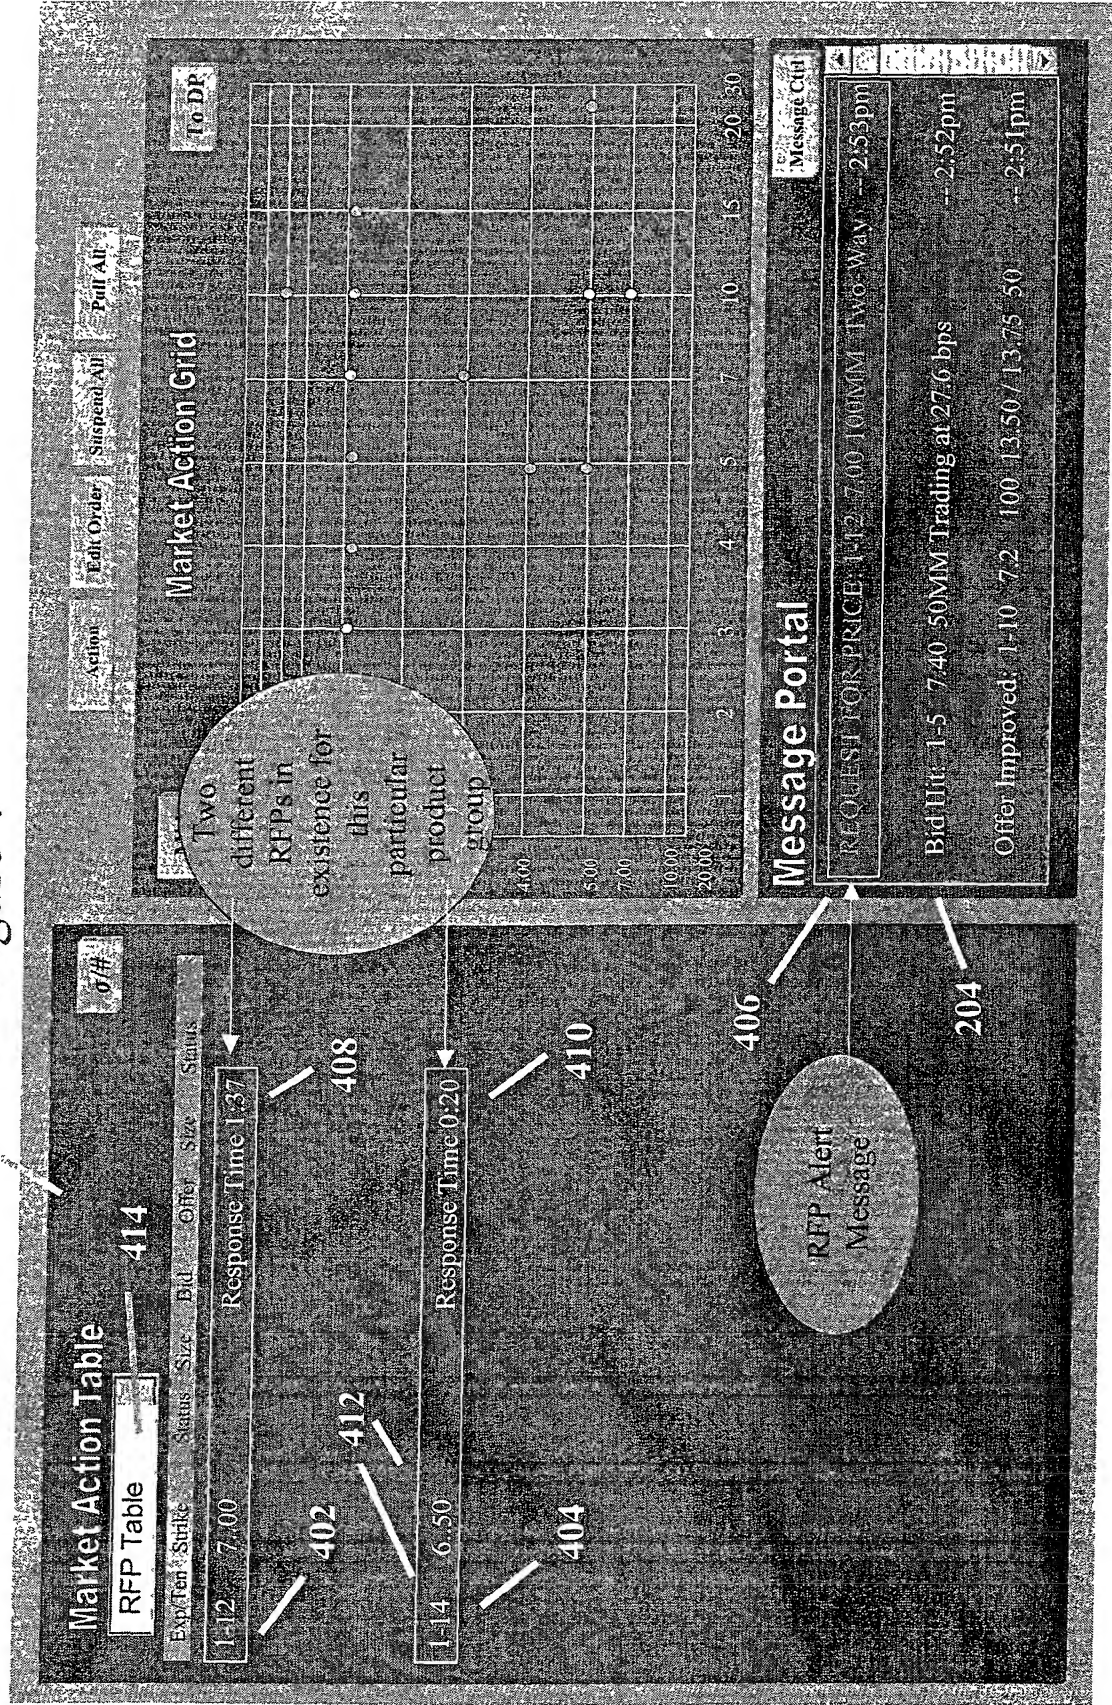 Action Edit Order Suspend All Pull All
Market Action Table
414
RFP Table
o/n
Exp/Ten Strike Status Size Bid Offer Size Status
1-12 7.00 Response Time 1:37
402
408
412
1-14 6.50 Response Time 0:20
404
410
RFP Alert
Message
406
204
Market Action Grid
To DP
Two
different
RFPs in
existence for
this
particular
product
group
4.00
5.00
7.00
10.00
20.00
1 2 3 4 5 7 10 15 20 30
Message Portal
Message Ctrl
REQUEST FOR PRICE: 1-12 7.00 100MM Two Way -- 2:53pm
Bid Hit: 1-5 7.40 50MM Trading at 27.6 bps -- 2:52pm
Offer Improved: 1-10 7.2 100 13.50 / 13.75 50 -- 2:51pm